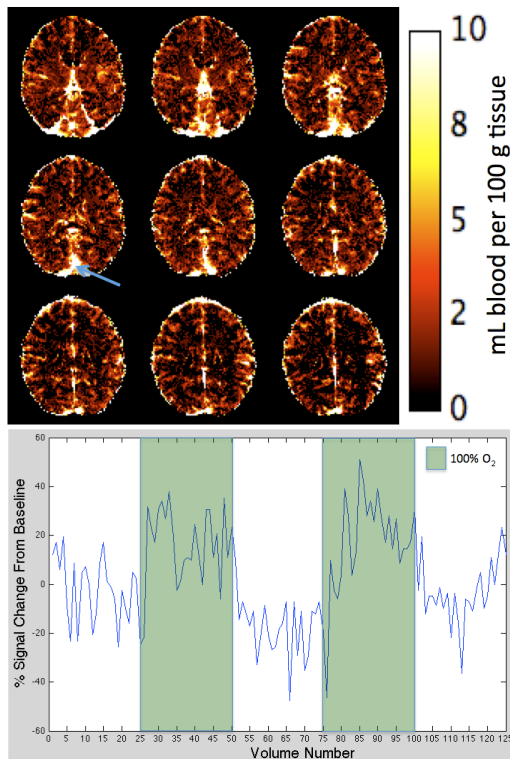 10
8
5
2
0
mL blood per 100 g tissue
60
40
20
0
-20
-40
-60
% Signal Change From Baseline
100% O₂
0 5 10 15 20 25 30 35 40 45 50 55 60 65 70 75 80 85 90 95 100 105 110 115 120 125
Volume Number